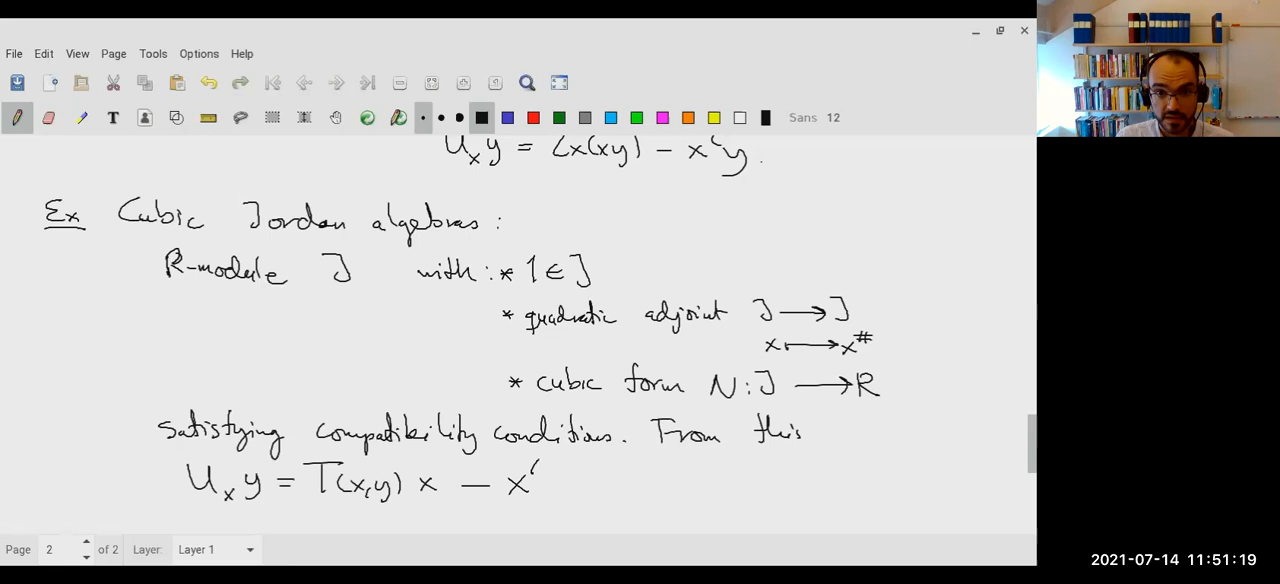 File Edit View Page Tools Options Help
Sans 12
U_x y = 2x(xy) - x²y.
Ex Cubic Jordan algebras:
R-module J with: * 1 ∈ J
* quadratic adjoint J → J
x ↦ x^#
* cubic form N: J → R
satisfying compatibility conditions. From this
U_x y = T(x,y) x - x
Page 2 of 2 Layer: Layer 1
2021-07-14 11:51:19